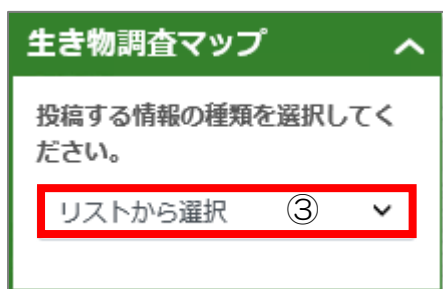 生き物調査マップ
投稿する情報の種類を選択してく
ださい。
リストから選択 ③